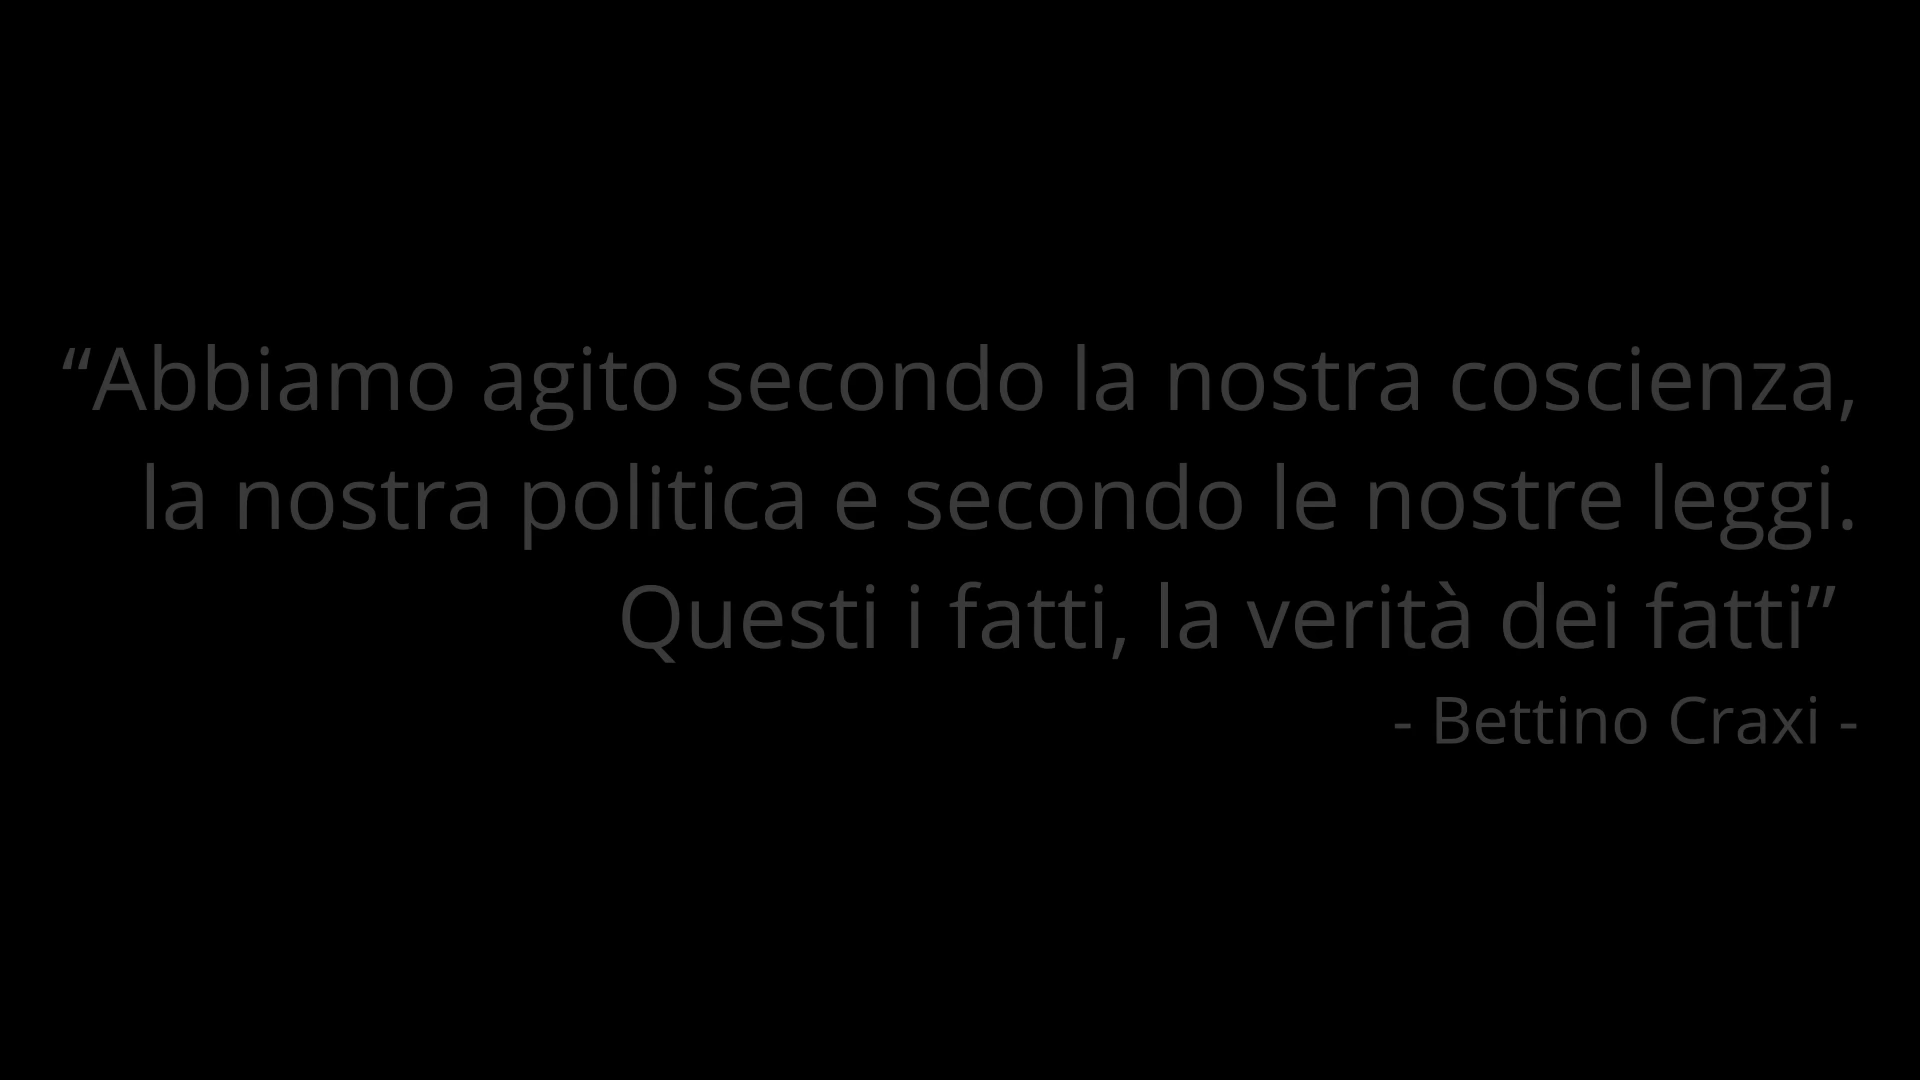 “Abbiamo agito secondo la nostra coscienza,
la nostra politica e secondo le nostre leggi.
Questi i fatti, la verità dei fatti”
- Bettino Craxi -